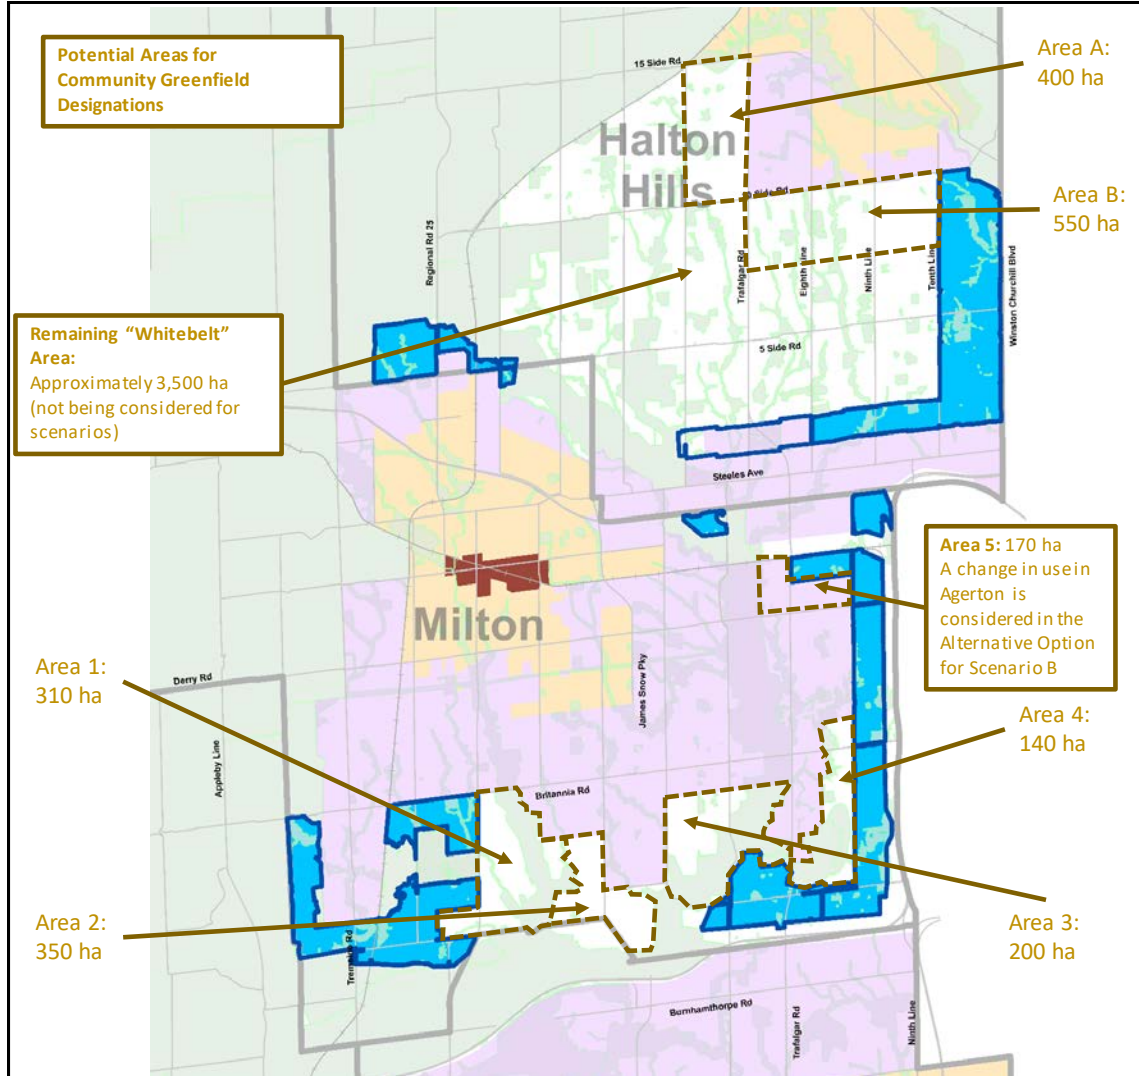 Potential Areas for
Community Greenfield
Designations
15 Side Rd
Area A:
400 ha
Halton
Hills
Side Rd
Area B:
550 ha
Regional Rd 25
Trafalgar Rd
Eighth Line
Ninth Line
Tenth Line
Winston Churchill Blvd
Remaining “Whitebelt”
Area:
Approximately 3,500 ha
(not being considered for
scenarios)
5 Side Rd
Steeles Ave
Area 5: 170 ha
A change in use in
Agerton is
considered in the
Alternative Option
for Scenario B
Milton
Area 1:
310 ha
Derry Rd
James Snow Pky
Area 4:
140 ha
Appleby Line
Britannia Rd
Area 2:
350 ha
Tremaine Rd
Area 3:
200 ha
Burnhamthorpe Rd
Trafalgar Rd
Ninth Line